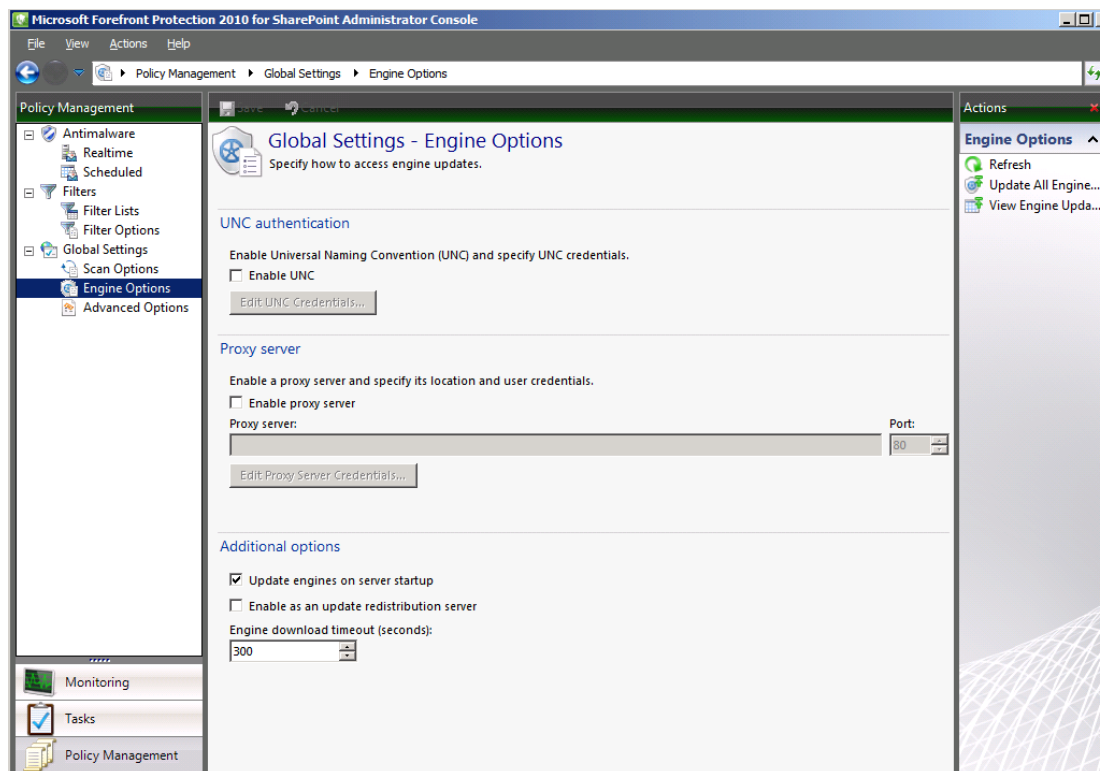 Microsoft Forefront Protection 2010 for SharePoint Administrator Console
File View Actions Help
Policy Management Global Settings Engine Options
Policy Management
Antimalware
Realtime
Scheduled
Filters
Filter Lists
Filter Options
Global Settings
Scan Options
Engine Options
Advanced Options
Monitoring
Tasks
Policy Management
Save Cancel
Global Settings - Engine Options
Specify how to access engine updates.
UNC authentication
Enable Universal Naming Convention (UNC) and specify UNC credentials.
Enable UNC
Edit UNC Credentials...
Proxy server
Enable a proxy server and specify its location and user credentials.
Enable proxy server
Proxy server: Port:
80
Edit Proxy Server Credentials...
Additional options
Update engines on server startup
Enable as an update redistribution server
Engine download timeout (seconds):
300
Actions
Engine Options
Refresh
Update All Engine...
View Engine Upda...